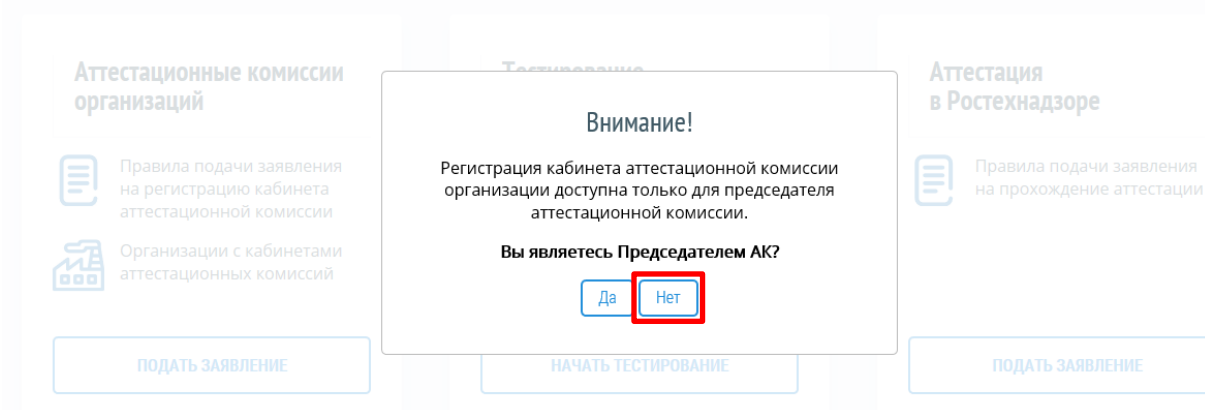 Аттестационные комиссии
организаций
Правила подачи заявления
на регистрацию кабинета
аттестационной комиссии
Организации с кабинетами
аттестационных комиссий
ПОДАТЬ ЗАЯВЛЕНИЕ
Тестирование
Внимание!
Регистрация кабинета аттестационной комиссии
организации доступна только для председателя
аттестационной комиссии.
Вы являетесь Председателем АК?
Да
Нет
НАЧАТЬ ТЕСТИРОВАНИЕ
Аттестация
в Ростехнадзоре
Правила подачи заявления
на прохождение аттестации
ПОДАТЬ ЗАЯВЛЕНИЕ